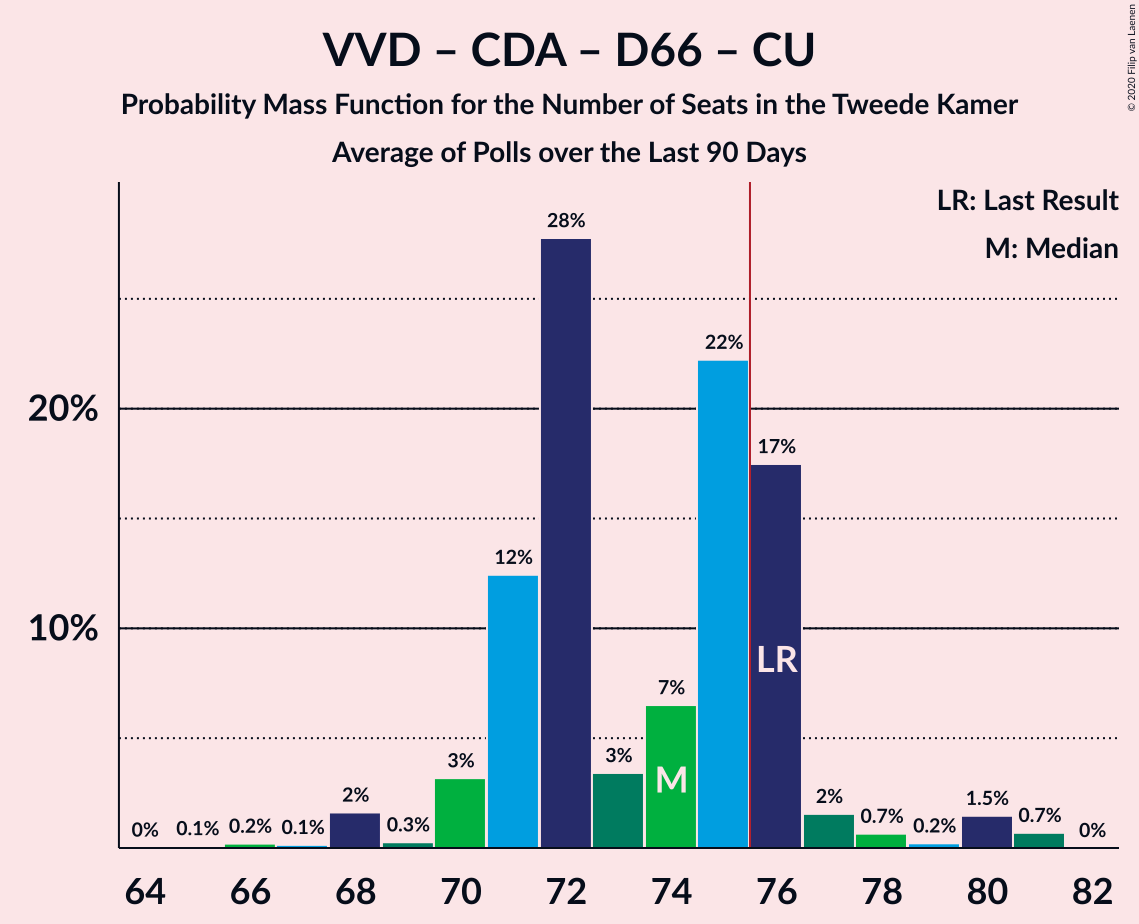 VVD – CDA – D66 – CU
Probability Mass Function for the Number of Seats in the Tweede Kamer
Average of Polls over the Last 90 Days
© 2020 Filip van Laenen
LR: Last Result
M: Median
20%
10%
0%
0.1%
0.2%
0.1%
2%
0.3%
3%
12%
28%
3%
7%
22%
17%
2%
0.7%
0.2%
1.5%
0.7%
0%
M
LR
64 66 68 70 72 74 76 78 80 82